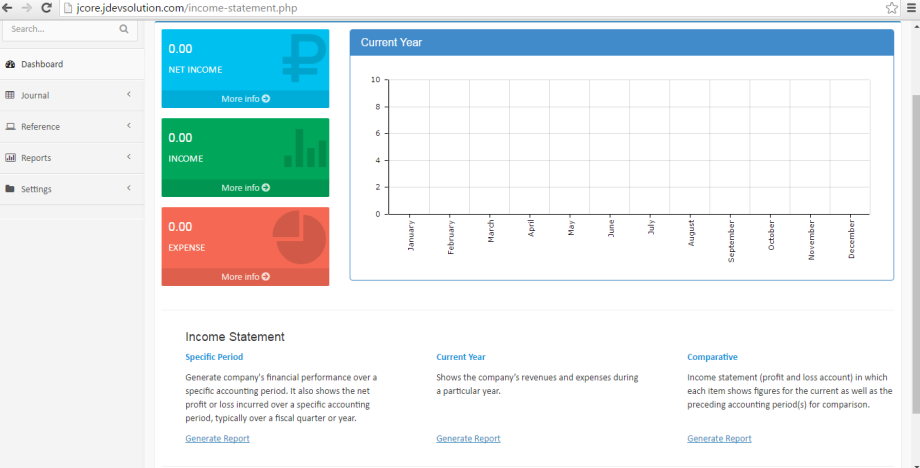 jcore.jdevsolution.com/income-statement.php
Search...
Dashboard
Journal
Reference
Reports
Settings
0.00
NET INCOME
More info
0.00
INCOME
More info
0.00
EXPENSE
More info
Current Year
10
8
6
4
2
0
January
February
March
April
May
June
July
August
September
October
November
December
Income Statement
Specific Period
Generate company's financial performance over a
specific accounting period. It also shows the net
profit or loss incurred over a specific accounting
period, typically over a fiscal quarter or year.
Generate Report
Current Year
Shows the company's revenues and expenses during
a particular year.
Generate Report
Comparative
Income statement (profit and loss account) in which
each item shows figures for the current as well as the
preceding accounting period(s) for comparison.
Generate Report